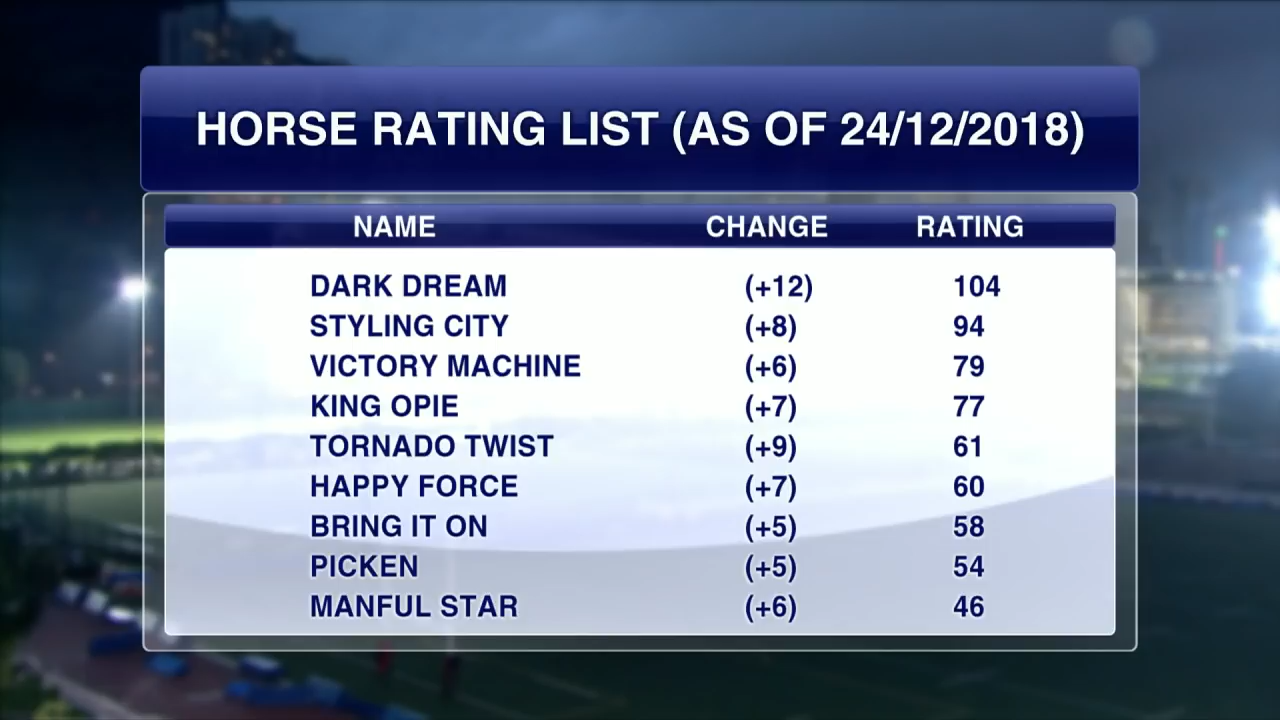 HORSE RATING LIST (AS OF 24/12/2018)
NAME CHANGE RATING
DARK DREAM (+12) 104
STYLING CITY (+8) 94
VICTORY MACHINE (+6) 79
KING OPIE (+7) 77
TORNADO TWIST (+9) 61
HAPPY FORCE (+7) 60
BRING IT ON (+5) 58
PICKEN (+5) 54
MANFUL STAR (+6) 46